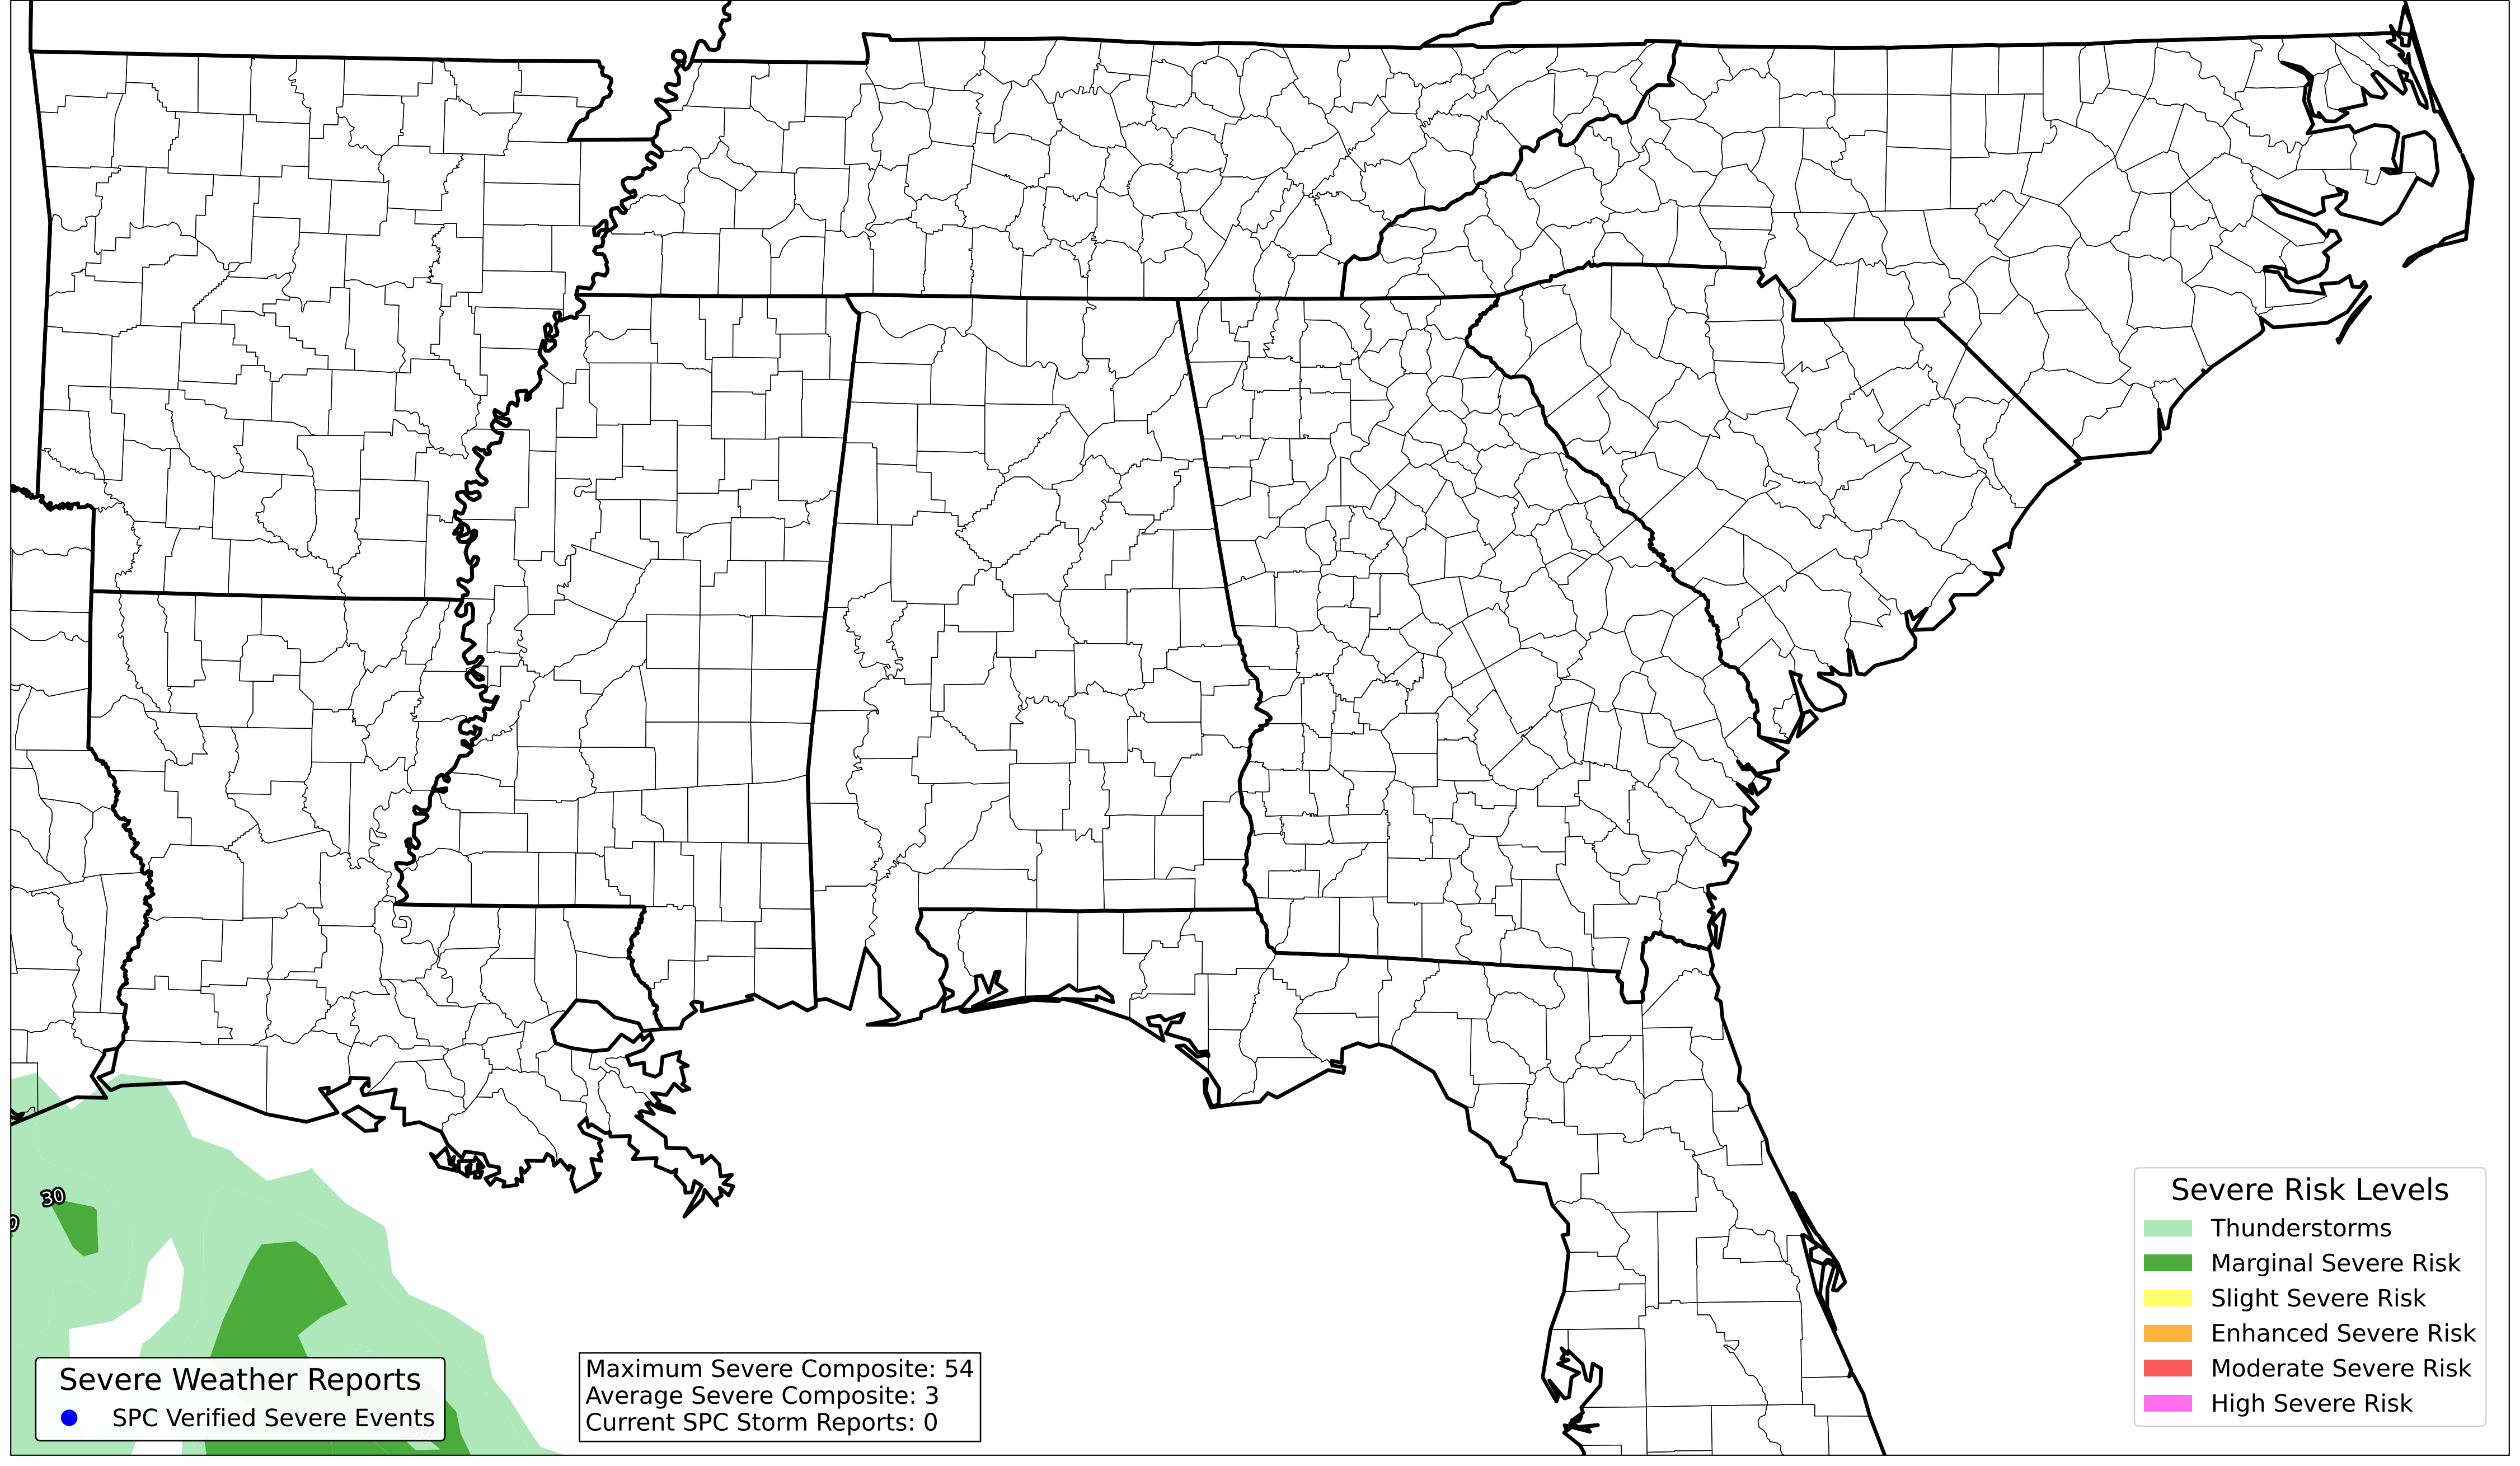 30
0
Severe Weather Reports
SPC Verified Severe Events
Maximum Severe Composite: 54
Average Severe Composite: 3
Current SPC Storm Reports: 0
Severe Risk Levels
Thunderstorms
Marginal Severe Risk
Slight Severe Risk
Enhanced Severe Risk
Moderate Severe Risk
High Severe Risk